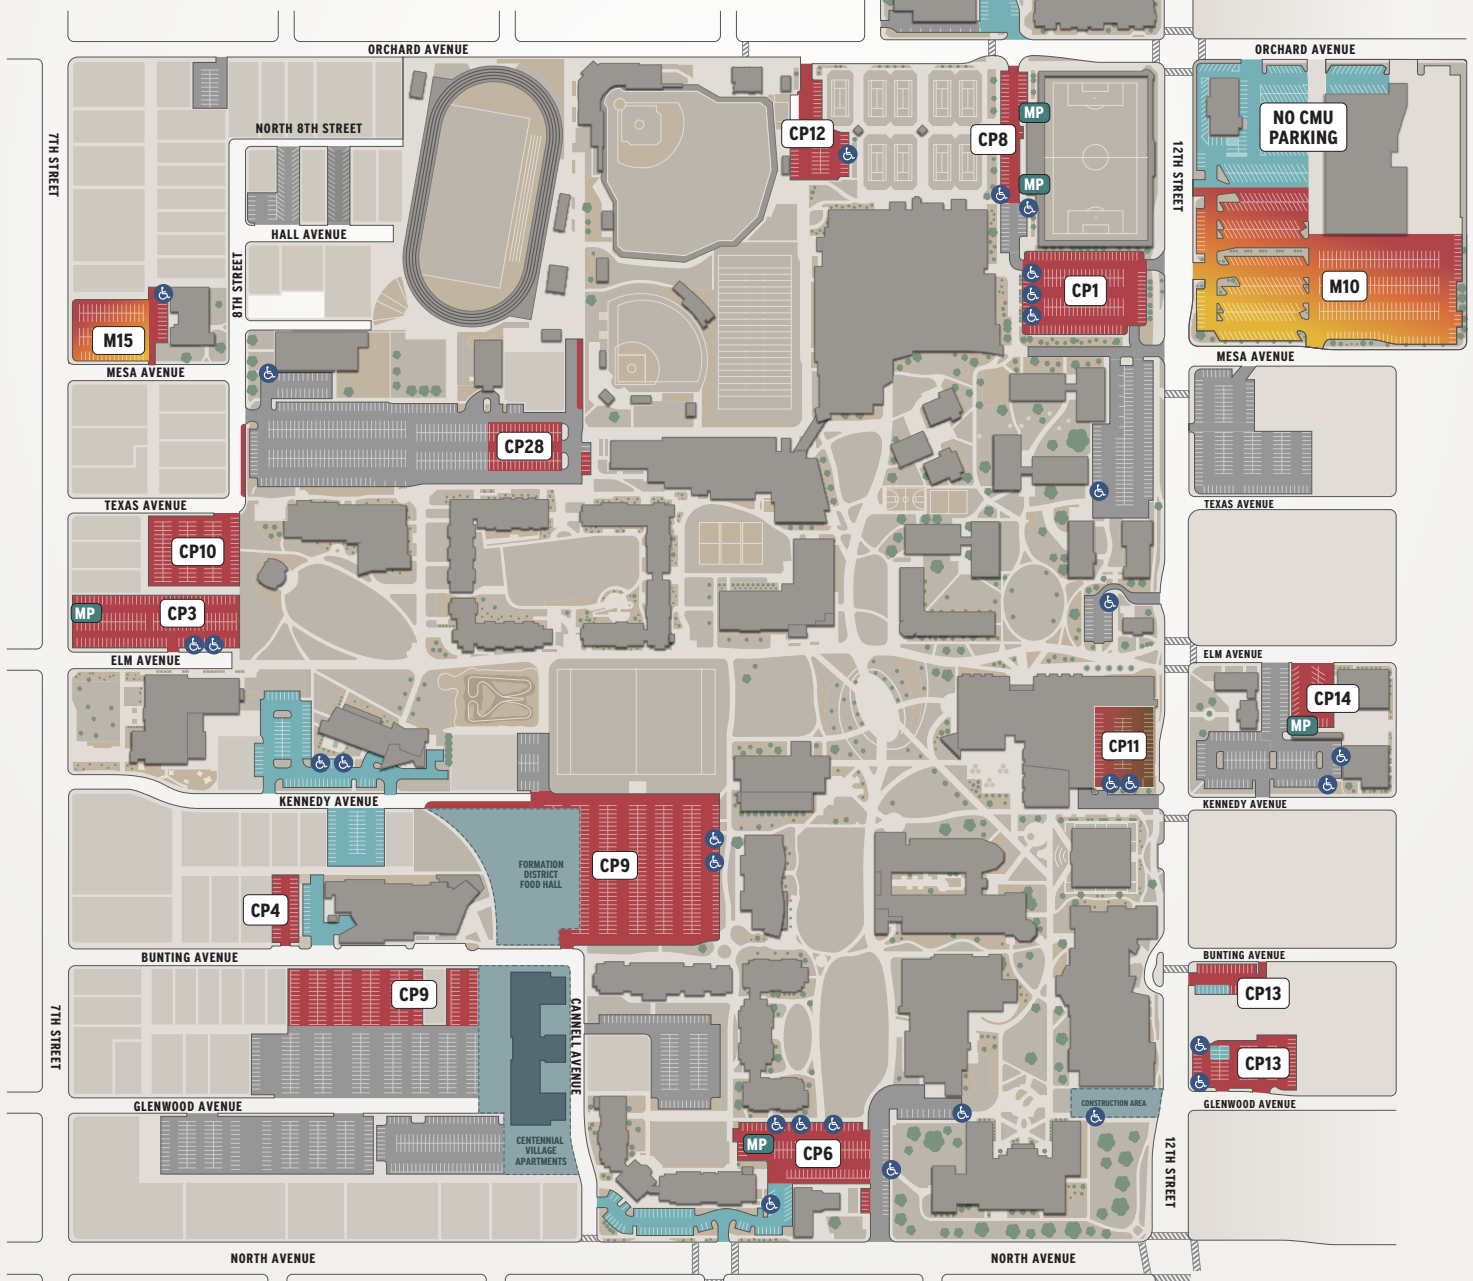 ORCHARD AVENUE
ORCHARD AVENUE
7TH STREET
NORTH 8TH STREET
HALL AVENUE
8TH STREET
CP12
CP8
MP
MP
12TH STREET
NO CMU
PARKING
CP1
M10
M15
MESA AVENUE
MESA AVENUE
CP28
TEXAS AVENUE
TEXAS AVENUE
CP10
MP
CP3
ELM AVENUE
ELM AVENUE
CP14
MP
CP11
KENNEDY AVENUE
KENNEDY AVENUE
FORMATION
DISTRICT
FOOD HALL
CP9
CP4
BUNTING AVENUE
BUNTING AVENUE
CP9
CP13
7TH STREET
CANNELL AVENUE
CP13
GLENWOOD AVENUE
GLENWOOD AVENUE
CONSTRUCTION AREA
CENTENNIAL
VILLAGE
APARTMENTS
MP
CP6
12TH STREET
NORTH AVENUE
NORTH AVENUE